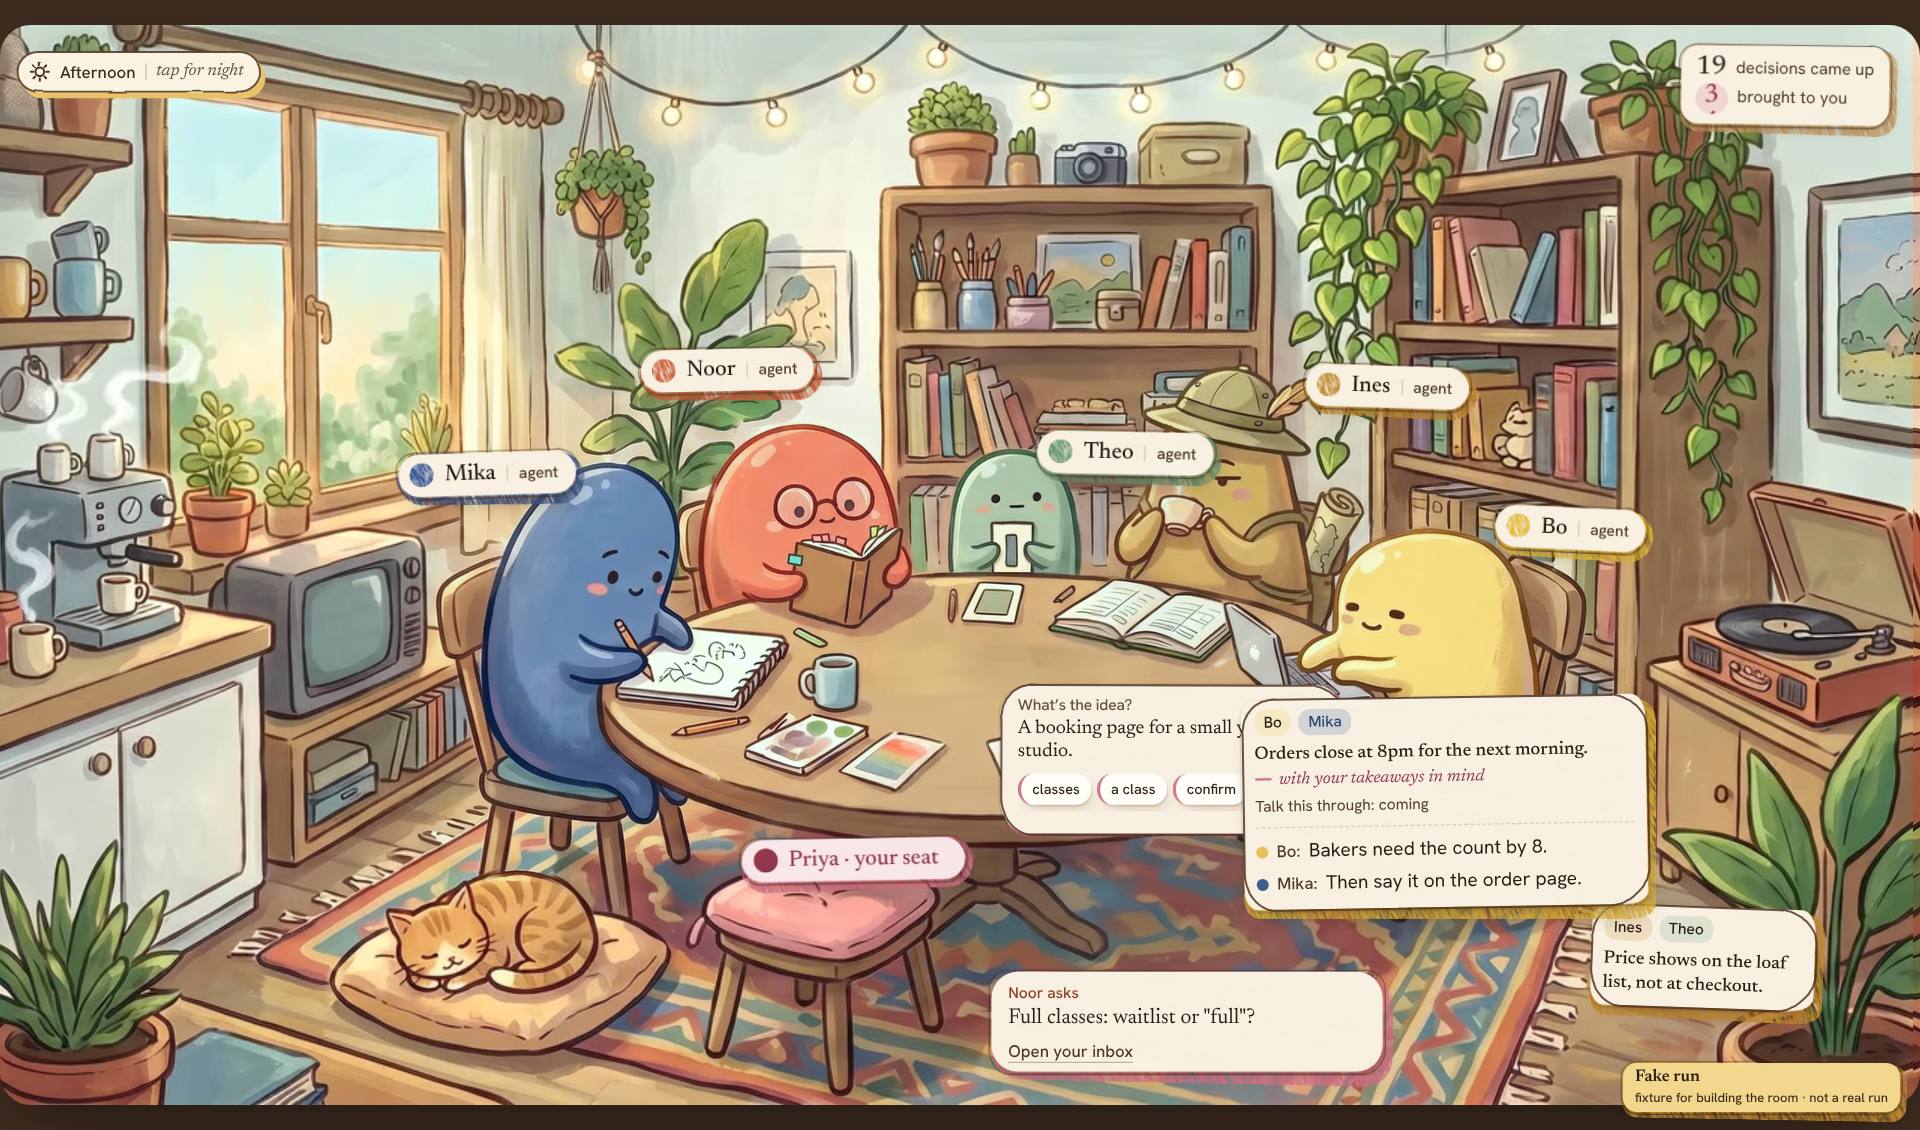 Afternoon | tap for night
19 decisions came up
3 brought to you
Noor | agent
Ines | agent
Theo | agent
Mika | agent
Bo | agent
What's the idea?
A booking page for a small
studio.
classes
a class
confirm
Bo Mika
Orders close at 8pm for the next morning.
— with your takeaways in mind
Talk this through: coming
Bo: Bakers need the count by 8.
Mika: Then say it on the order page.
Priya · your seat
Ines Theo
Price shows on the loaf
list, not at checkout.
Noor asks
Full classes: waitlist or "full"?
Open your inbox
Fake run
fixture for building the room · not a real run